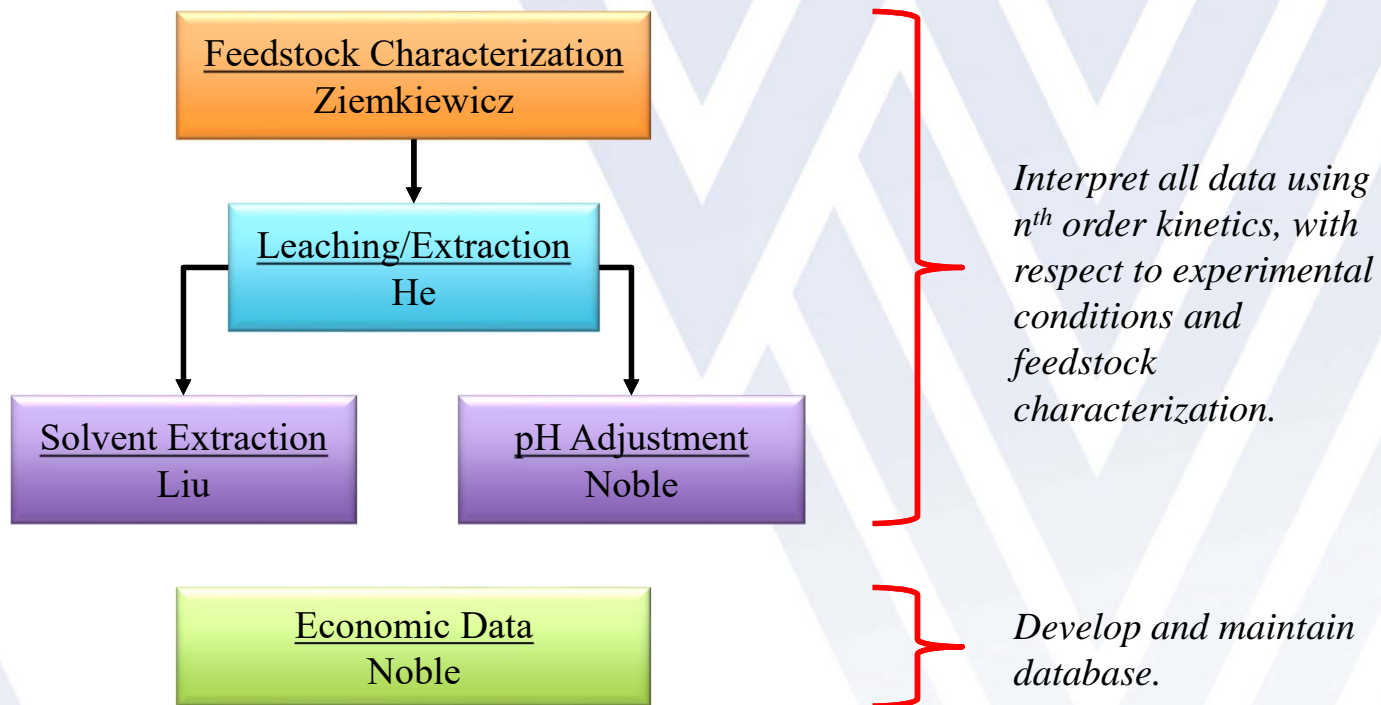 Feedstock Characterization
Ziemkiewicz
Leaching/Extraction
He
Solvent Extraction
Liu
pH Adjustment
Noble
Interpret all data using
nth order kinetics, with
respect to experimental
conditions and
feedstock
characterization.
Economic Data
Noble
Develop and maintain
database.